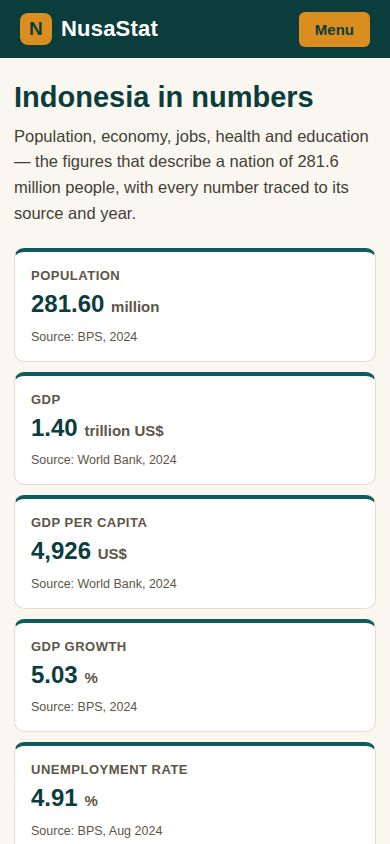 N NusaStat
Menu
Indonesia in numbers
Population, economy, jobs, health and education
— the figures that describe a nation of 281.6
million people, with every number traced to its
source and year.
POPULATION
281.60 million
Source: BPS, 2024
GDP
1.40 trillion US$
Source: World Bank, 2024
GDP PER CAPITA
4,926 US$
Source: World Bank, 2024
GDP GROWTH
5.03 %
Source: BPS, 2024
UNEMPLOYMENT RATE
4.91 %
Source: BPS, Aug 2024